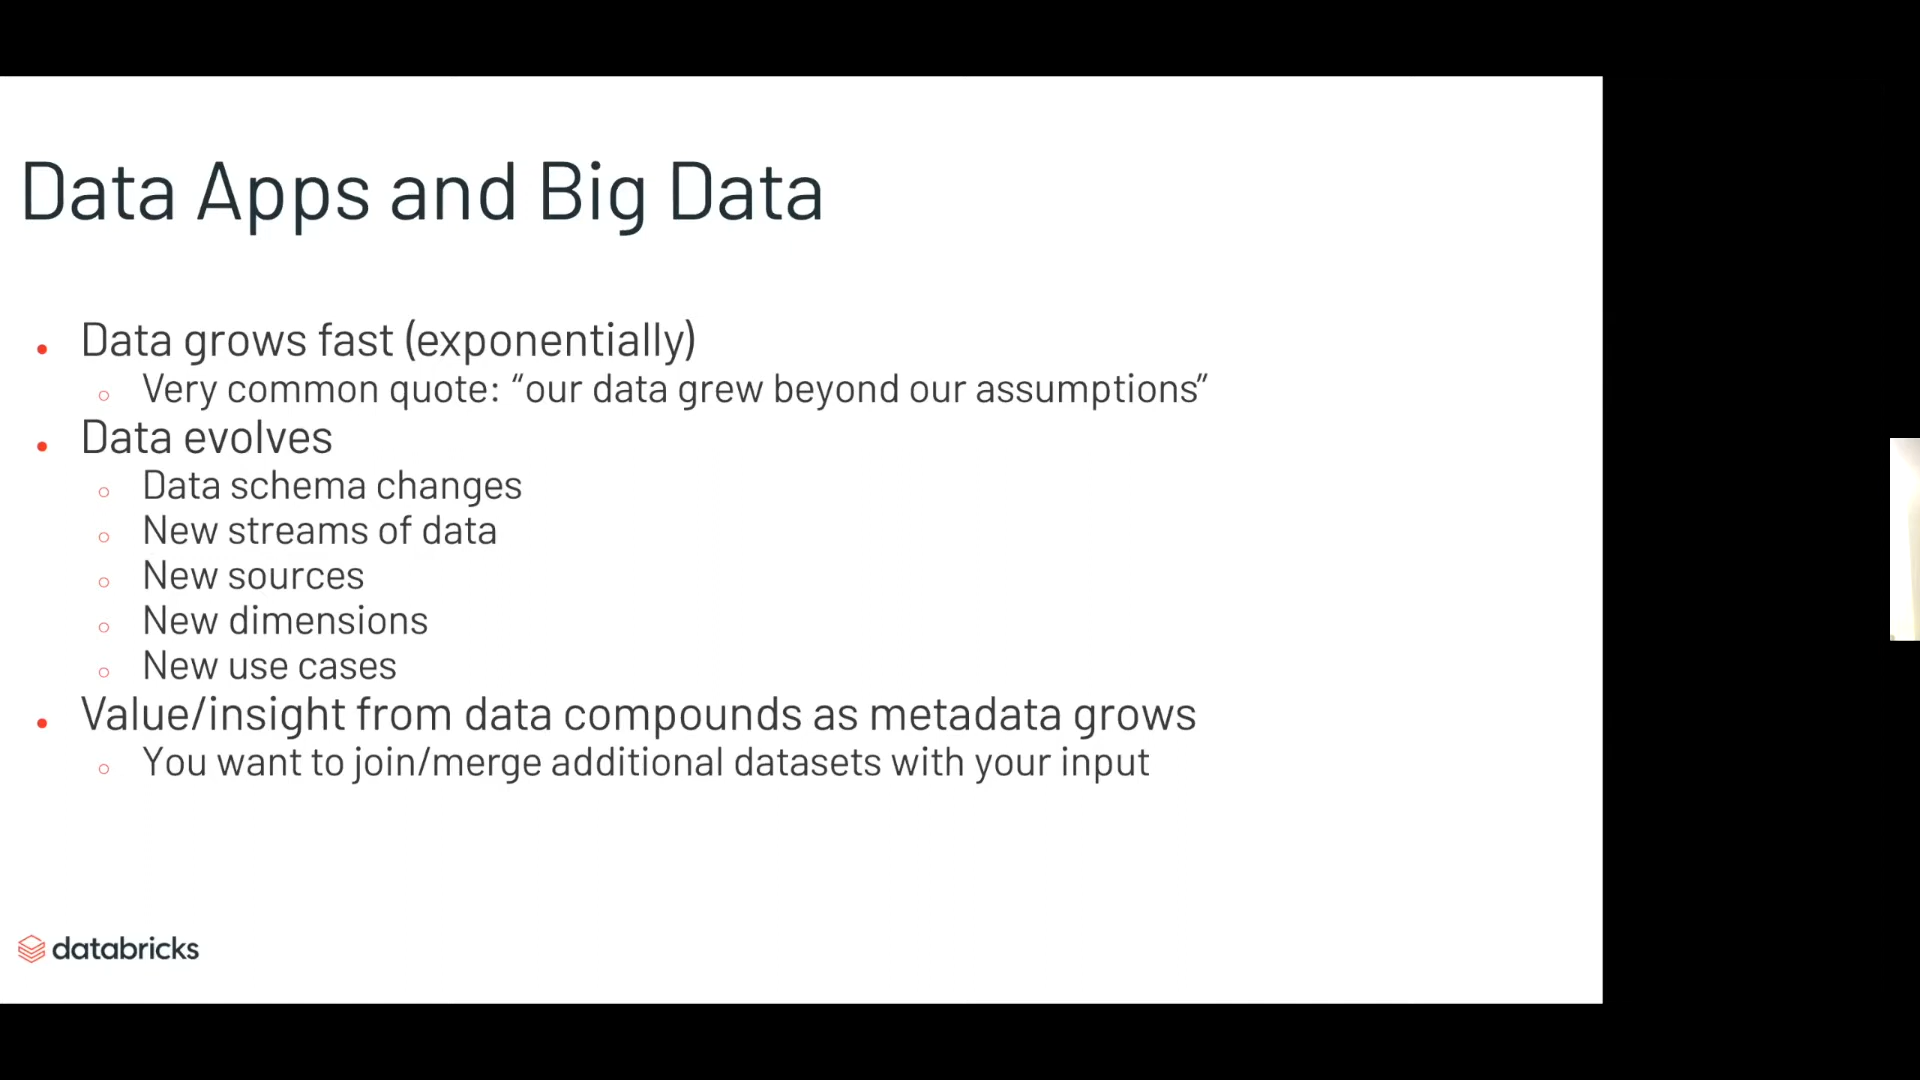 Data Apps and Big Data
Data grows fast (exponentially)
Very common quote: “our data grew beyond our assumptions”
Data evolves
Data schema changes
New streams of data
New sources
New dimensions
New use cases
Value/insight from data compounds as metadata grows
You want to join/merge additional datasets with your input
databricks